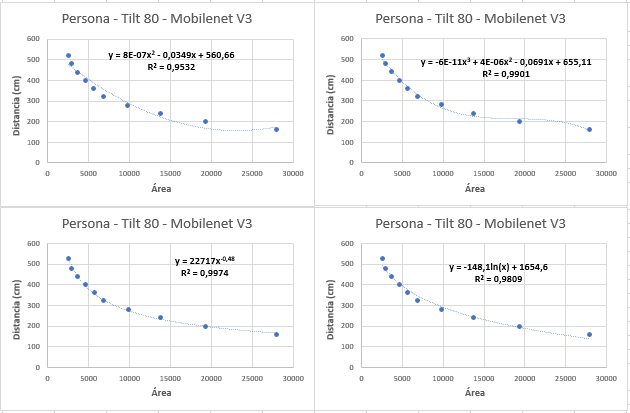 Persona - Tilt 80 - Mobilenet V3
y = 8E-07x² - 0,0349x + 560,66
R² = 0,9532
600
500
400
300
200
100
0
Distancia (cm)
0 5000 10000 15000 20000 25000 30000
Área
Persona - Tilt 80 - Mobilenet V3
y = -6E-11x³ + 4E-06x² - 0,0691x + 655,11
R² = 0,9901
600
500
400
300
200
100
0
Distancia (cm)
0 5000 10000 15000 20000 25000 30000
Área
Persona - Tilt 80 - Mobilenet V3
y = 22717x⁻⁰,⁴⁸
R² = 0,9974
600
500
400
300
200
100
0
Distancia (cm)
0 5000 10000 15000 20000 25000 30000
Área
Persona - Tilt 80 - Mobilenet V3
y = -148,1ln(x) + 1654,6
R² = 0,9809
600
500
400
300
200
100
0
Distancia (cm)
0 5000 10000 15000 20000 25000 30000
Área